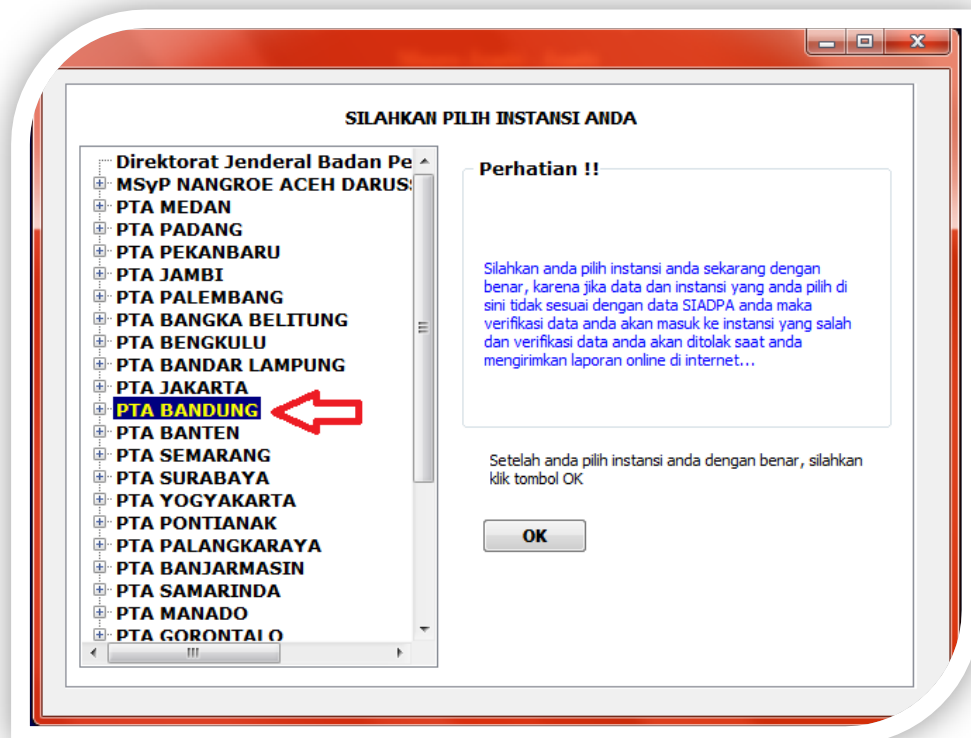 SILAHKAN PILIH INSTANSI ANDA
Direktorat Jenderal Badan Pe
MSyP NANGROE ACEH DARUS
PTA MEDAN
PTA PADANG
PTA PEKANBARU
PTA JAMBI
PTA PALEMBANG
PTA BANGKA BELITUNG
PTA BENGKULU
PTA BANDAR LAMPUNG
PTA JAKARTA
PTA BANDUNG
PTA BANTEN
PTA SEMARANG
PTA SURABAYA
PTA YOGYAKARTA
PTA PONTIANAK
PTA PALANGKARAYA
PTA BANJARMASIN
PTA SAMARINDA
PTA MANADO
PTA GORONTALO
Perhatian !!
Silahkan anda pilih instansi anda sekarang dengan
benar, karena jika data dan instansi yang anda pilih di
sini tidak sesuai dengan data SIADPA anda maka
verifikasi data anda akan masuk ke instansi yang salah
dan verifikasi data anda akan ditolak saat anda
mengirimkan laporan online di internet...
Setelah anda pilih instansi anda dengan benar, silahkan
klik tombol OK
OK